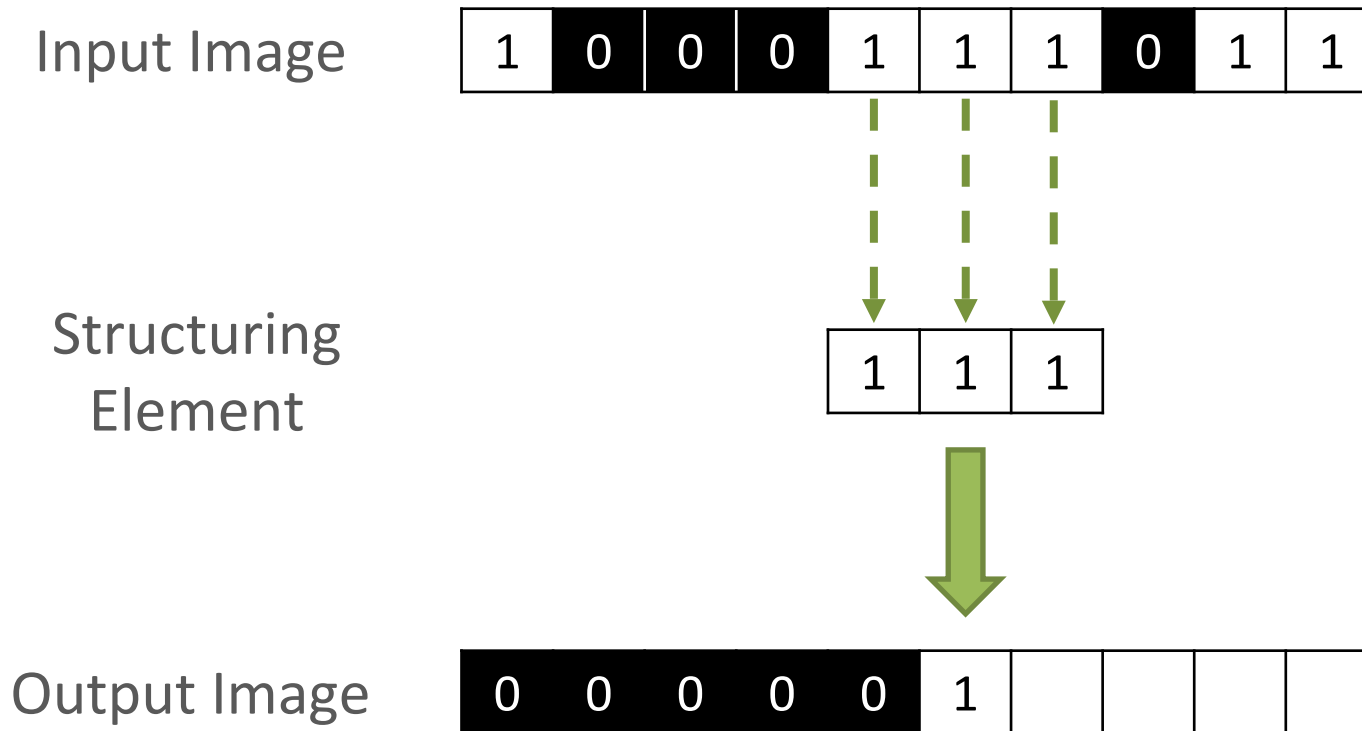 Input Image 1 0 0 0 1 1 1 0 1 1
Structuring
Element
1 1 1
Output Image 0 0 0 0 0 1